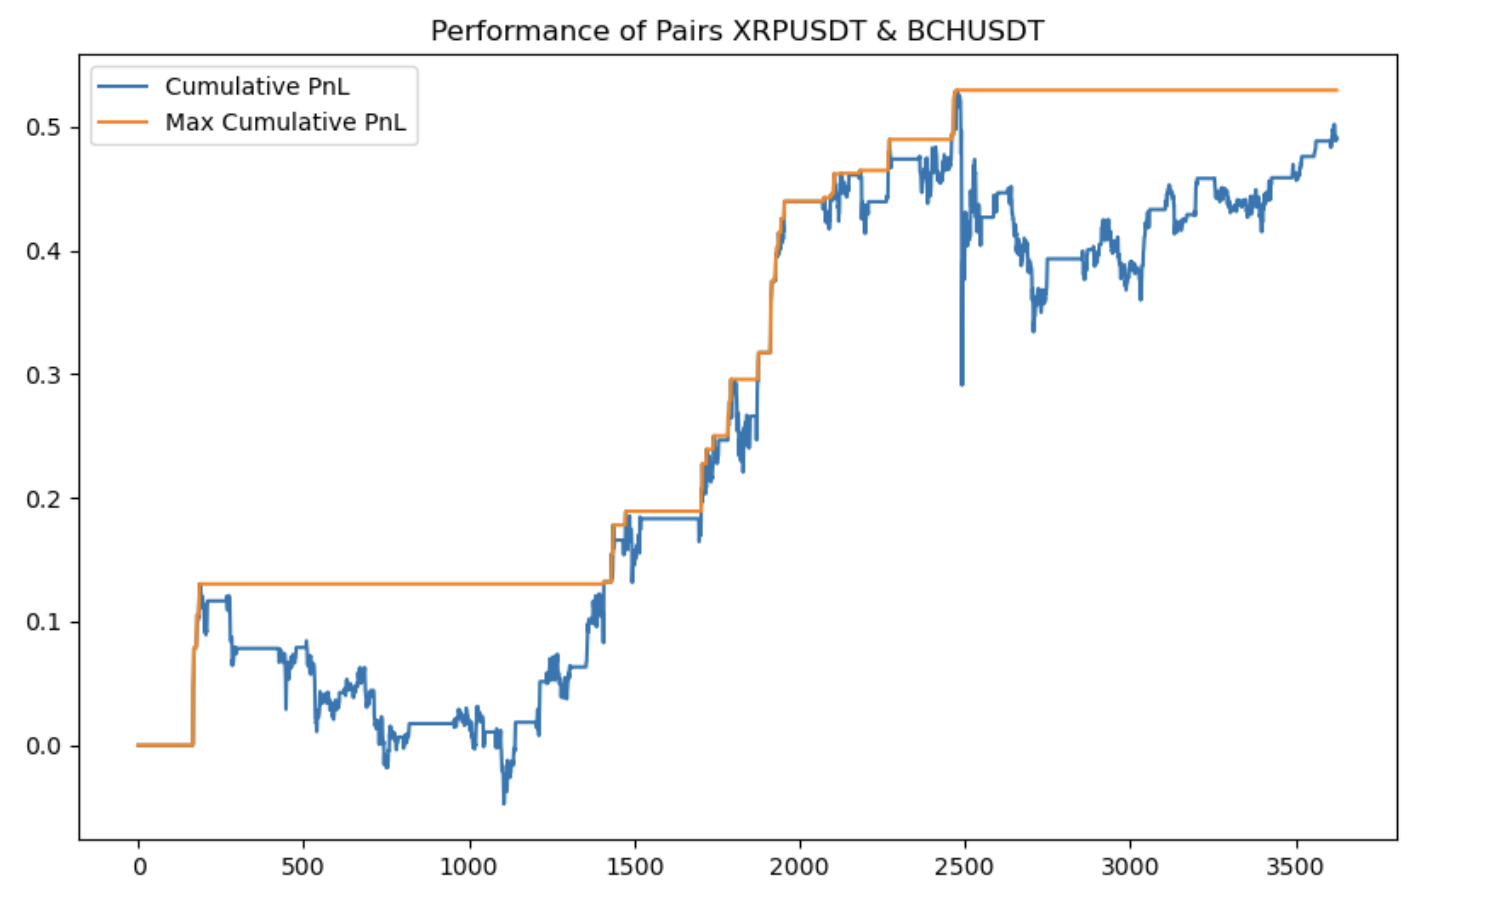 Performance of Pairs XRPUSDT & BCHUSDT
Cumulative PnL
Max Cumulative PnL
0.5
0.4
0.3
0.2
0.1
0.0
0 500 1000 1500 2000 2500 3000 3500